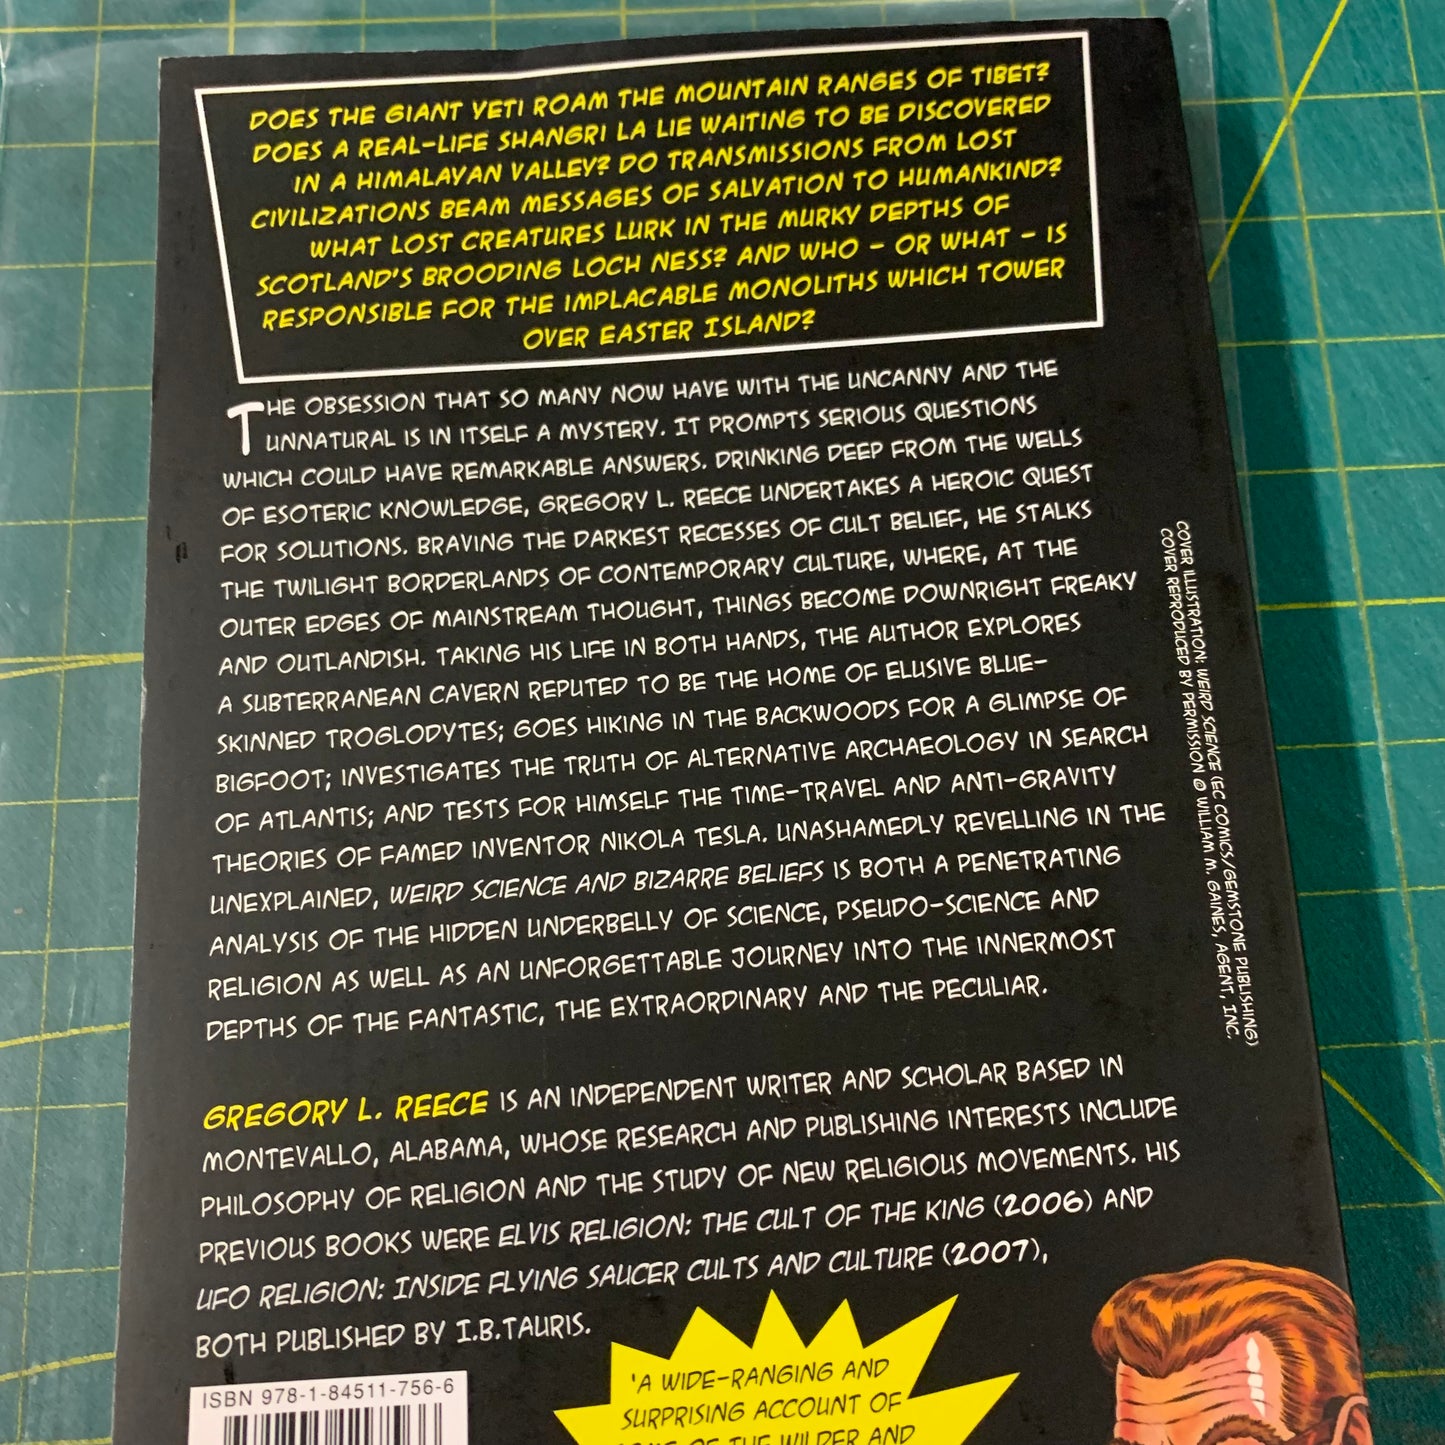 DOES THE GIANT YETI ROAM THE MOUNTAIN RANGES OF TIBET?
DOES A REAL-LIFE SHANGRI LA LIE WAITING TO BE DISCOVERED
IN A HIMALAYAN VALLEY? DO TRANSMISSIONS FROM LOST
CIVILIZATIONS BEAM MESSAGES OF SALVATION TO HUMANKIND?
WHAT LOST CREATURES LURK IN THE MURKY DEPTHS OF
SCOTLAND'S BROODING LOCH NESS? AND WHO - OR WHAT - IS
RESPONSIBLE FOR THE IMPLACABLE MONOLITHS WHICH TOWER
OVER EASTER ISLAND?
THE OBSESSION THAT SO MANY NOW HAVE WITH THE UNCANNY AND THE
UNNATURAL IS IN ITSELF A MYSTERY. IT PROMPTS SERIOUS QUESTIONS
WHICH COULD HAVE REMARKABLE ANSWERS. DRINKING DEEP FROM THE WELLS
OF ESOTERIC KNOWLEDGE, GREGORY L. REECE UNDERTAKES A HEROIC QUEST
FOR SOLUTIONS. BRAVING THE DARKEST RECESSES OF CULT BELIEF, HE STALKS
THE TWILIGHT BORDERLANDS OF CONTEMPORARY CULTURE, WHERE, AT THE
OUTER EDGES OF MAINSTREAM THOUGHT, THINGS BECOME DOWNRIGHT FREAKY
AND OUTLANDISH. TAKING HIS LIFE IN BOTH HANDS, THE AUTHOR EXPLORES
A SUBTERRANEAN CAVERN REPUTED TO BE THE HOME OF ELUSIVE BLUE-
SKINNED TROGLODYTES; GOES HIKING IN THE BACKWOODS FOR A GLIMPSE OF
BIGFOOT; INVESTIGATES THE TRUTH OF ALTERNATIVE ARCHAEOLOGY IN SEARCH
OF ATLANTIS; AND TESTS FOR HIMSELF THE TIME-TRAVEL AND ANTI-GRAVITY
THEORIES OF FAMED INVENTOR NIKOLA TESLA. UNASHAMEDLY REVELLING IN THE
UNEXPLAINED, WEIRD SCIENCE AND BIZARRE BELIEFS IS BOTH A PENETRATING
ANALYSIS OF THE HIDDEN UNDERBELLY OF SCIENCE, PSEUDO-SCIENCE AND
RELIGION AS WELL AS AN UNFORGETTABLE JOURNEY INTO THE INNERMOST
DEPTHS OF THE FANTASTIC, THE EXTRAORDINARY AND THE PECULIAR.
GREGORY L. REECE IS AN INDEPENDENT WRITER AND SCHOLAR BASED IN
MONTEVALLO, ALABAMA, WHOSE RESEARCH AND PUBLISHING INTERESTS INCLUDE
PHILOSOPHY OF RELIGION AND THE STUDY OF NEW RELIGIOUS MOVEMENTS. HIS
PREVIOUS BOOKS WERE ELVIS RELIGION: THE CULT OF THE KING (2006) AND
UFO RELIGION: INSIDE FLYING SAUCER CULTS AND CULTURE (2007),
BOTH PUBLISHED BY I.B.TAURIS.
COVER ILLUSTRATION: WEIRD SCIENCE (EC COMICS/GEMSTONE PUBLISHING)
COVER REPRODUCED BY PERMISSION © WILLIAM M. GAINES, AGENT, INC.
ISBN 978-1-84511-756-6
'A WIDE-RANGING AND
SURPRISING ACCOUNT OF
SOME OF THE WILDER AND